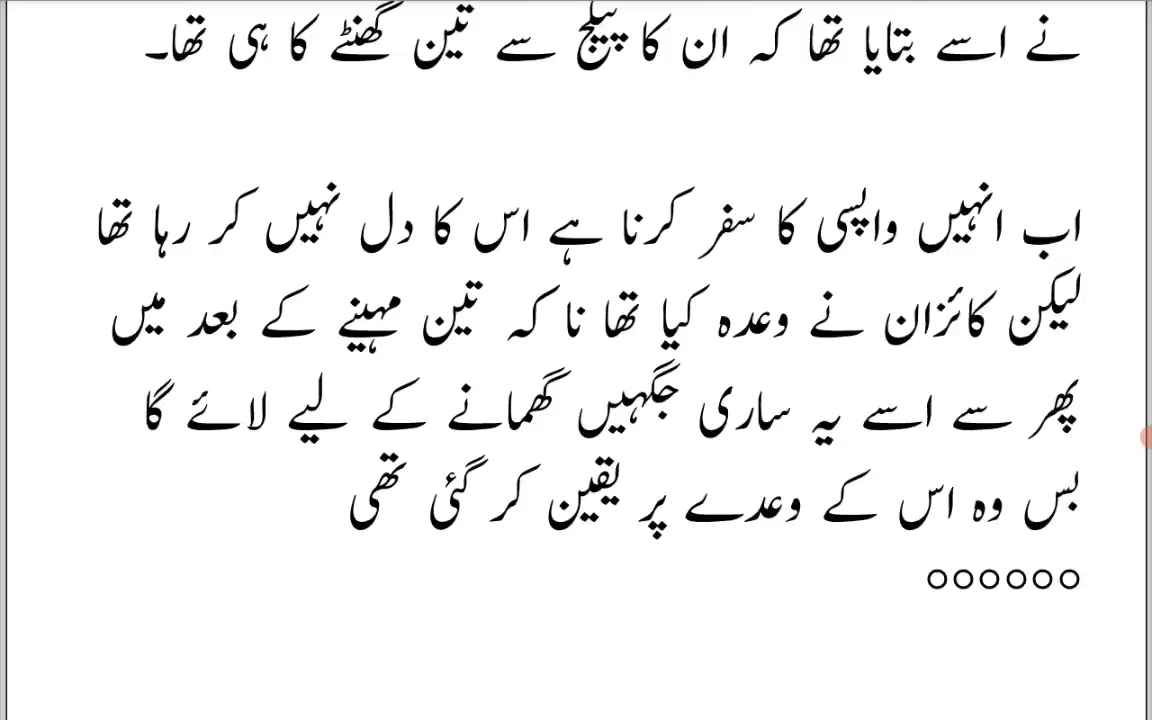 نے اسے بتایا تھا کہ ان کا پیکج سے تین گھنٹے کا ہی تھا۔
اب انہیں واپسی کا سفر کرنا ہے اس کا دل نہیں کر رہا تھا
لیکن کائزان نے وعدہ کیا تھا نا کہ تین مہینے کے بعد میں
پھر سے اسے یہ ساری جگہیں گھمانے کے لیے لائے گا
بس وہ اس کے وعدے پر یقین کر گئی تھی
○○○○○○